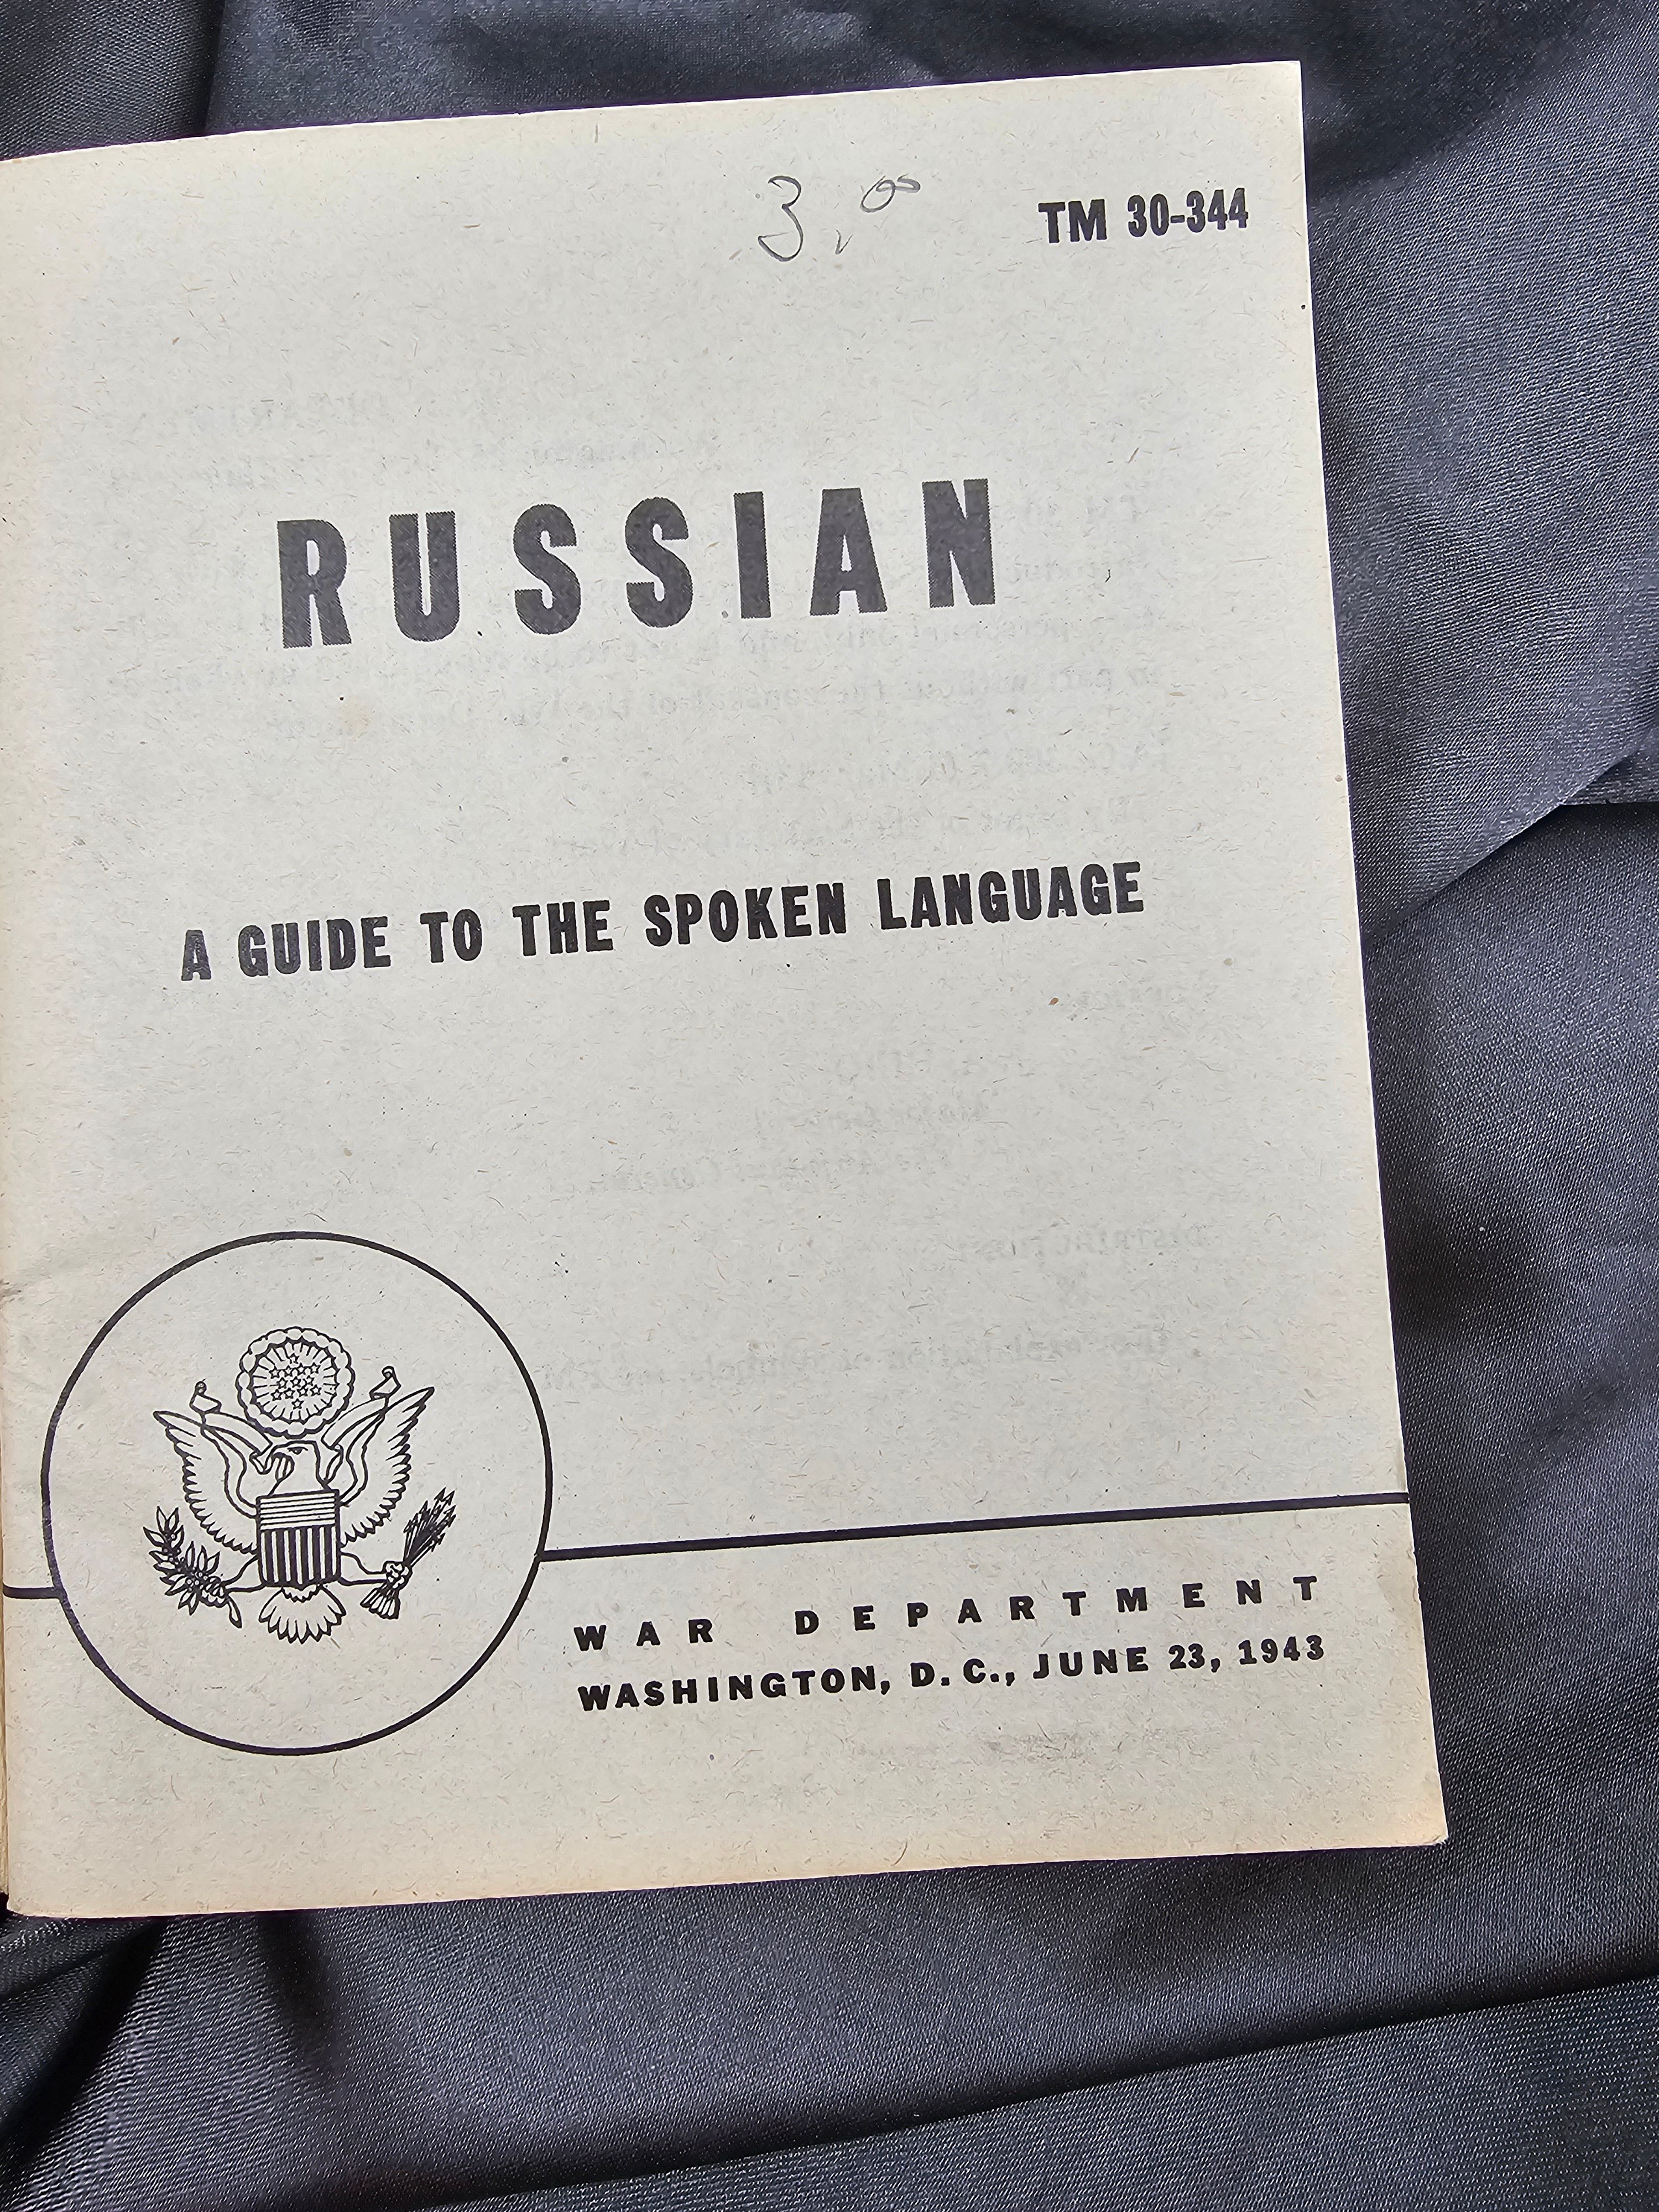 3.00
TM 30-344
RUSSIAN
A GUIDE TO THE SPOKEN LANGUAGE
WAR DEPARTMENT
WASHINGTON, D. C., JUNE 23, 1943